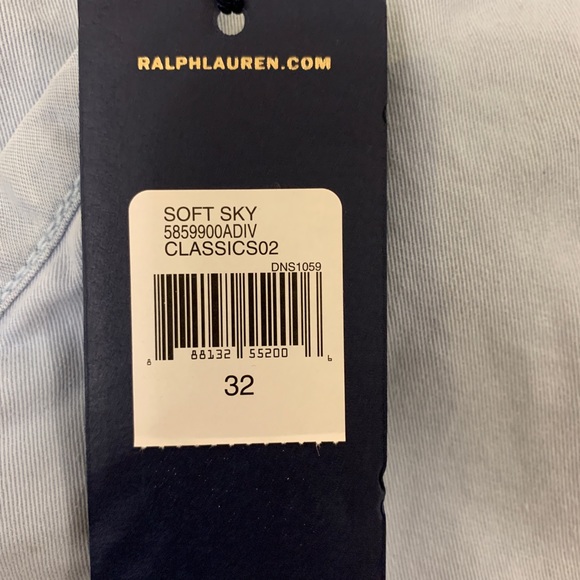 RALPHLAUREN.COM
SOFT SKY
5859900ADIV
CLASSICS02
DNS1059
8 88132 55200 6
32